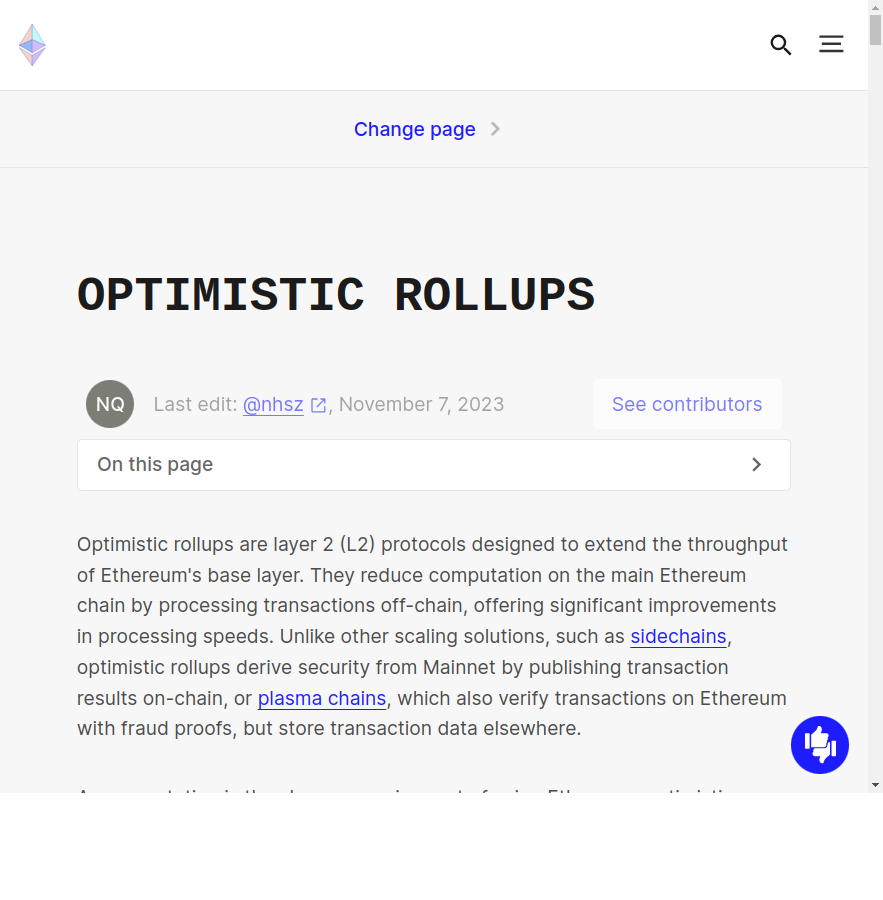 Change page
OPTIMISTIC ROLLUPS
NQ
Last edit: @nhsz, November 7, 2023
See contributors
On this page
Optimistic rollups are layer 2 (L2) protocols designed to extend the throughput
of Ethereum's base layer. They reduce computation on the main Ethereum
chain by processing transactions off-chain, offering significant improvements
in processing speeds. Unlike other scaling solutions, such as sidechains,
optimistic rollups derive security from Mainnet by publishing transaction
results on-chain, or plasma chains, which also verify transactions on Ethereum
with fraud proofs, but store transaction data elsewhere.